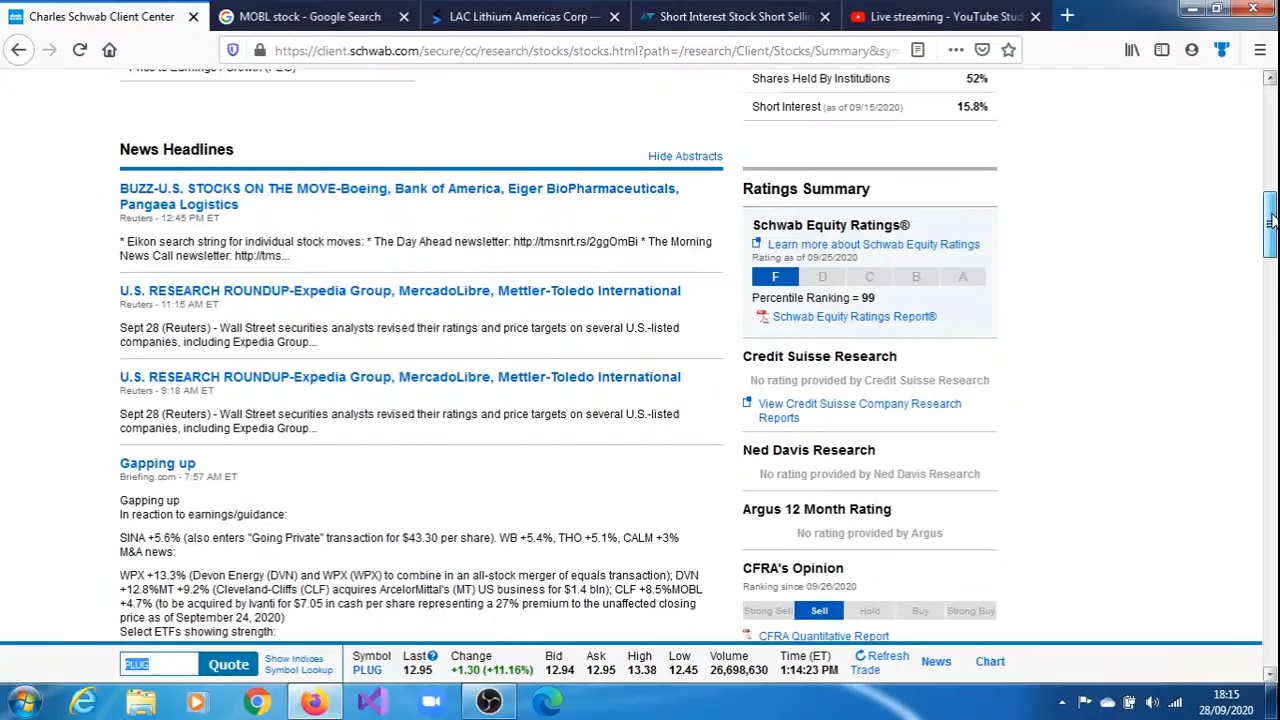 Charles Schwab Client Center
MOBL stock - Google Search
LAC Lithium Americas Corp —
Short Interest Stock Short Selli
Live streaming - YouTube Stud
https://client.schwab.com/secure/cc/research/stocks/stocks.html?path=/research/Client/Stocks/Summary&sy
Price to Earnings / Growth (PEG)
Shares Held By Institutions 52%
Short Interest (as of 09/15/2020) 15.8%
News Headlines
Hide Abstracts
BUZZ-U.S. STOCKS ON THE MOVE-Boeing, Bank of America, Eiger BioPharmaceuticals,
Pangaea Logistics
Reuters - 12:45 PM ET
* Eikon search string for individual stock moves: * The Day Ahead newsletter: http://tmsnrt.rs/2ggOmBi * The Morning
News Call newsletter: http://tms...
U.S. RESEARCH ROUNDUP-Expedia Group, MercadoLibre, Mettler-Toledo International
Reuters - 11:15 AM ET
Sept 28 (Reuters) - Wall Street securities analysts revised their ratings and price targets on several U.S.-listed
companies, including Expedia Group...
U.S. RESEARCH ROUNDUP-Expedia Group, MercadoLibre, Mettler-Toledo International
Reuters - 9:18 AM ET
Sept 28 (Reuters) - Wall Street securities analysts revised their ratings and price targets on several U.S.-listed
companies, including Expedia Group...
Gapping up
Briefing.com - 7:57 AM ET
Gapping up
In reaction to earnings/guidance:
SINA +5.6% (also enters "Going Private" transaction for $43.30 per share). WB +5.4%, THO +5.1%, CALM +3%
M&A news:
WPX +13.3% (Devon Energy (DVN) and WPX (WPX) to combine in an all-stock merger of equals transaction); DVN
+12.8%MT +9.2% (Cleveland-Cliffs (CLF) acquires ArcelorMittal's (MT) US business for $1.4 bln); CLF +8.5%MOBL
+4.7% (to be acquired by Ivanti for $7.05 in cash per share representing a 27% premium to the unaffected closing
price as of September 24, 2020)
Select ETFs showing strength:
Ratings Summary
Schwab Equity Ratings®
Learn more about Schwab Equity Ratings
Rating as of 09/25/2020
F D C B A
Percentile Ranking = 99
Schwab Equity Ratings Report®
Credit Suisse Research
No rating provided by Credit Suisse Research
View Credit Suisse Company Research
Reports
Ned Davis Research
No rating provided by Ned Davis Research
Argus 12 Month Rating
No rating provided by Argus
CFRA's Opinion
Ranking since 09/26/2020
Strong Sell Sell Hold Buy Strong Buy
CFRA Quantitative Report
PLUG Quote
Show Indices
Symbol Lookup
Symbol Last Change Bid Ask High Low Volume Time (ET) Refresh
PLUG 12.95 +1.30 (+11.16%) 12.94 12.95 13.38 12.45 26,698,630 1:14:23 PM Trade
News Chart
18:15
28/09/2020